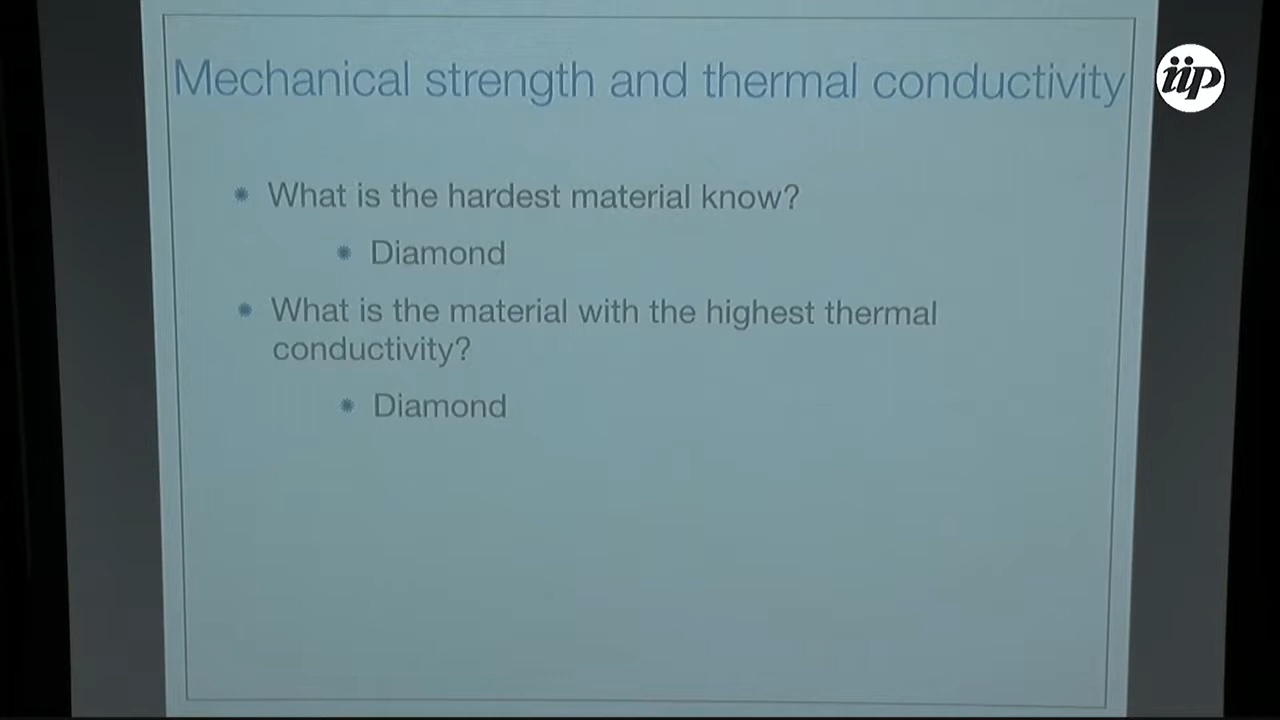 Mechanical strength and thermal conductivity
iip
What is the hardest material know?
Diamond
What is the material with the highest thermal
conductivity?
Diamond